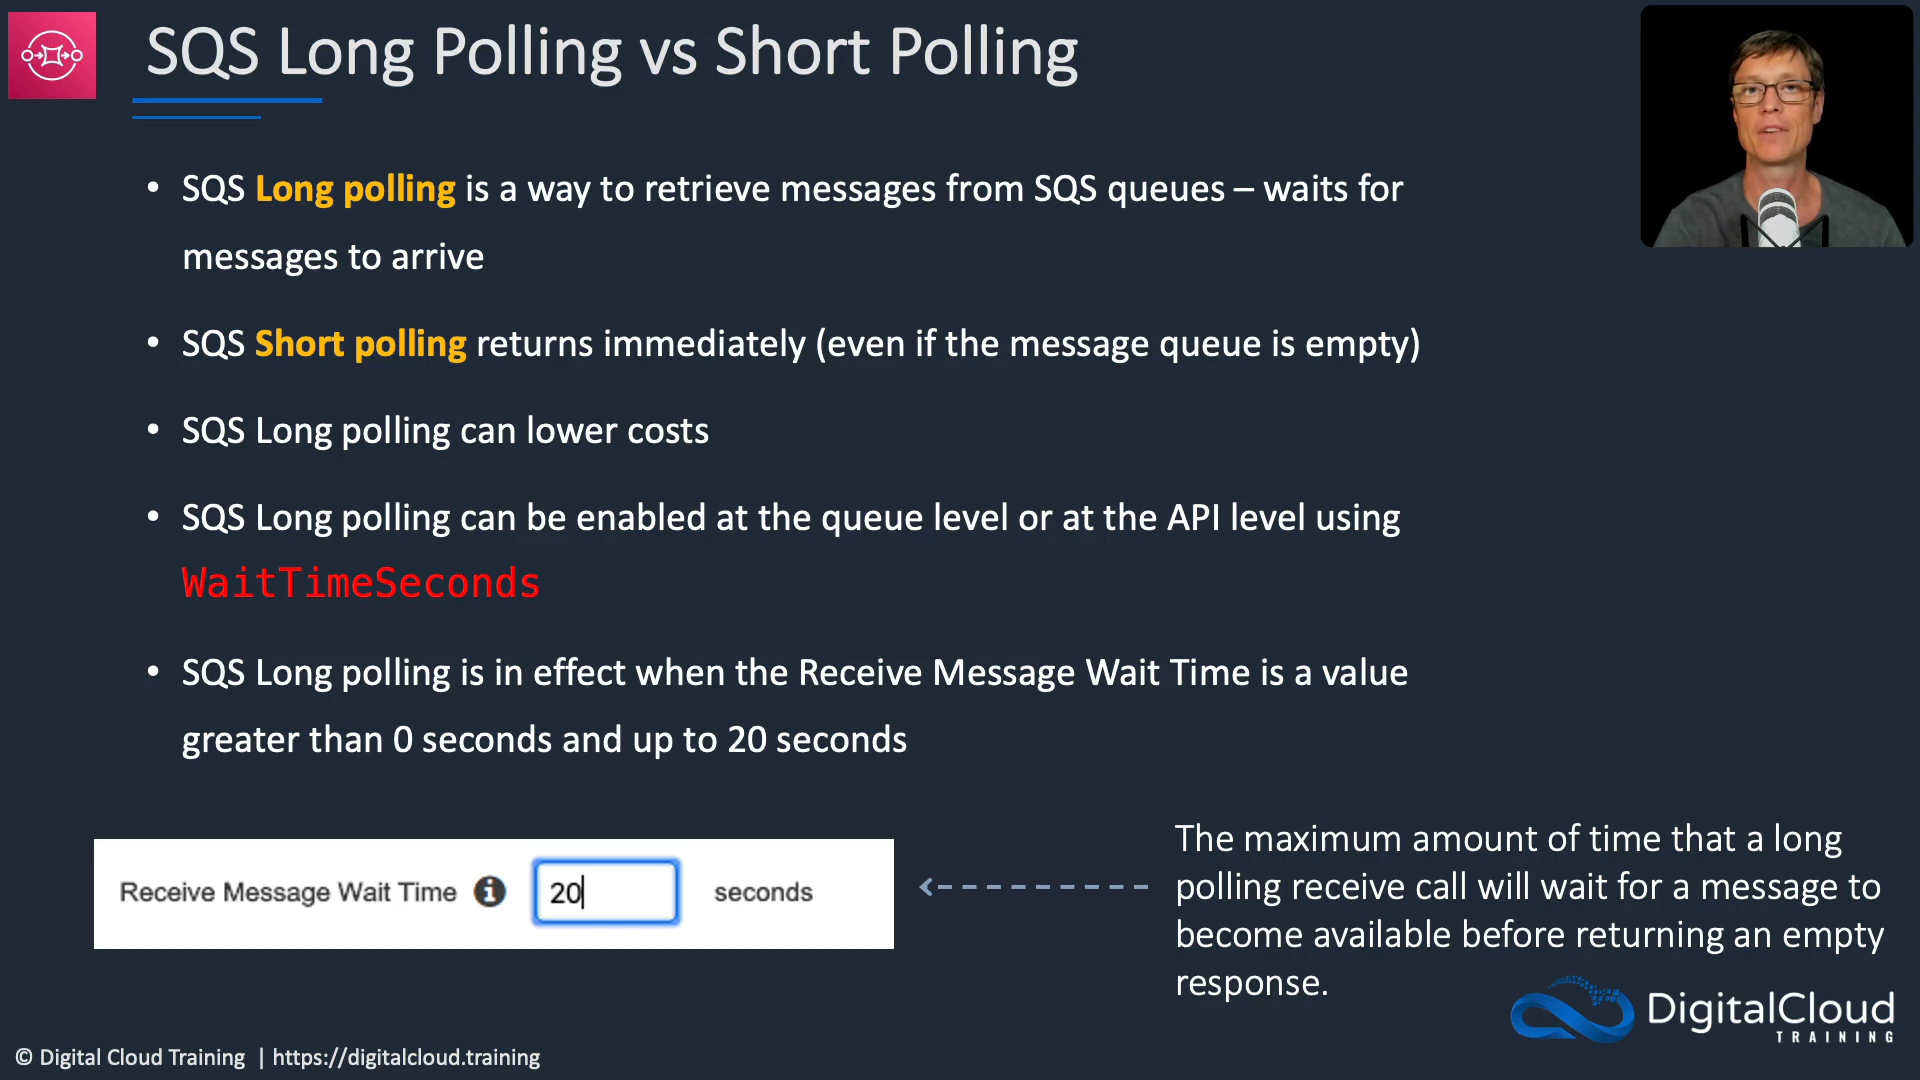 SQS Long Polling vs Short Polling
• SQS Long polling is a way to retrieve messages from SQS queues – waits for
messages to arrive
• SQS Short polling returns immediately (even if the message queue is empty)
• SQS Long polling can lower costs
• SQS Long polling can be enabled at the queue level or at the API level using
WaitTimeSeconds
• SQS Long polling is in effect when the Receive Message Wait Time is a value
greater than 0 seconds and up to 20 seconds
Receive Message Wait Time i 20 seconds
The maximum amount of time that a long
polling receive call will wait for a message to
become available before returning an empty
response.
DigitalCloud
TRAINING
© Digital Cloud Training | https://digitalcloud.training